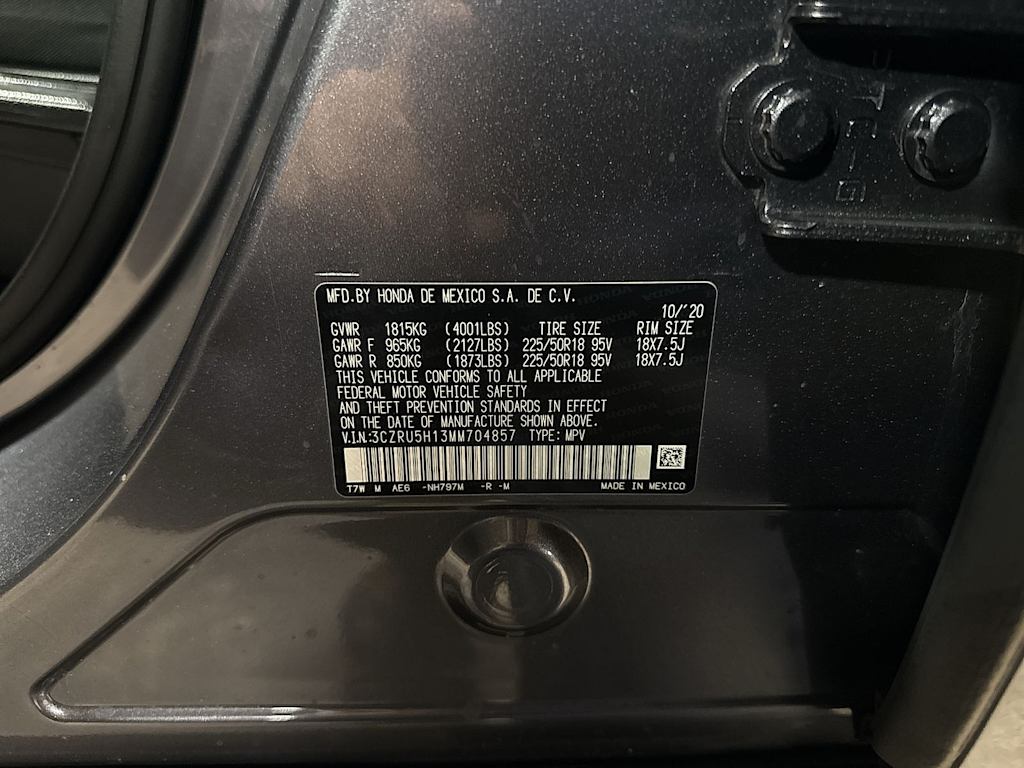 MFD.BY HONDA DE MEXICO S.A. DE C.V.
10/'20
GVWR 1815KG (4001LBS) TIRE SIZE RIM SIZE
GAWR F 965KG (2127LBS) 225/50R18 95V 18X7.5J
GAWR R 850KG (1873LBS) 225/50R18 95V 18X7.5J
THIS VEHICLE CONFORMS TO ALL APPLICABLE
FEDERAL MOTOR VEHICLE SAFETY
AND THEFT PREVENTION STANDARDS IN EFFECT
ON THE DATE OF MANUFACTURE SHOWN ABOVE.
V.I.N:3CZRU5H13MM704857 TYPE: MPV
T7W M AE6 -NH797M -R -M MADE IN MEXICO